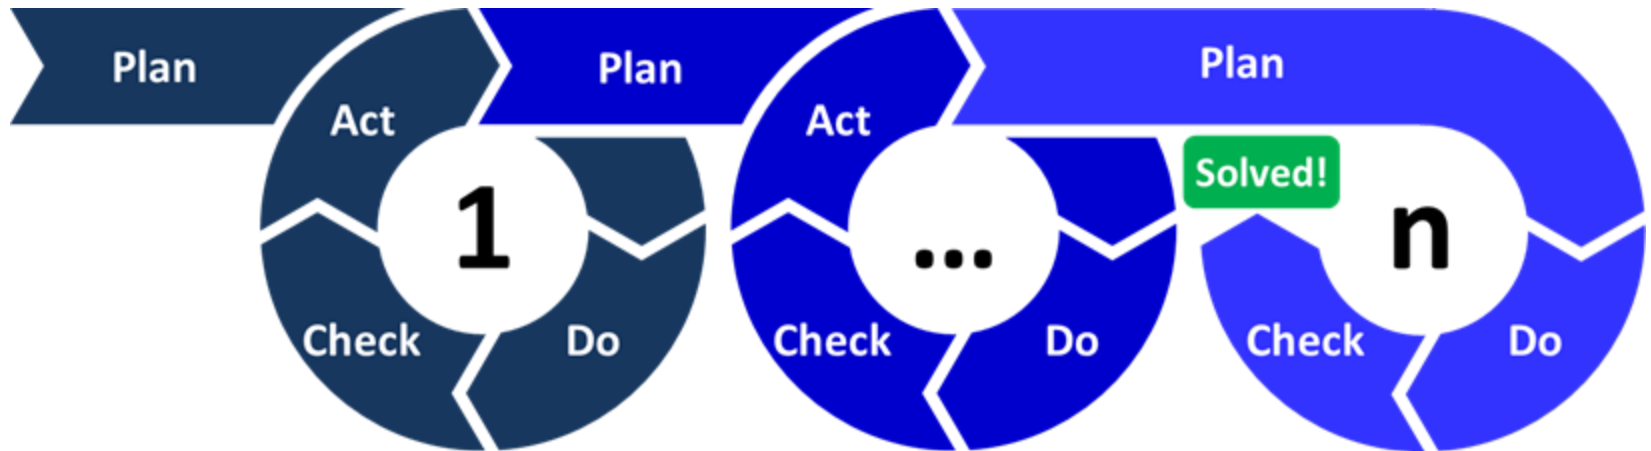 Plan
Act
1
Check
Do
Plan
Act
...
Check
Do
Plan
Solved!
n
Check
Do